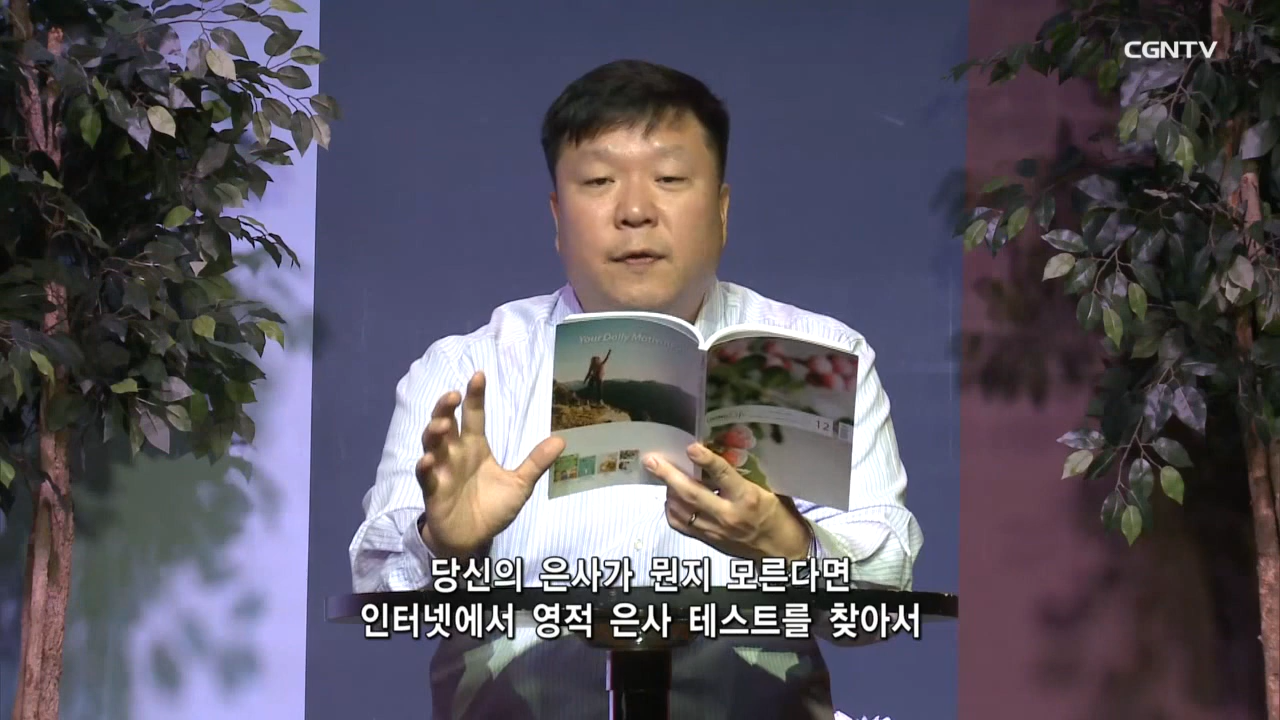 CGNTV
Your Daily
12
당신의 은사가 뭔지 모른다면
인터넷에서 영적 은사 테스트를 찾아서